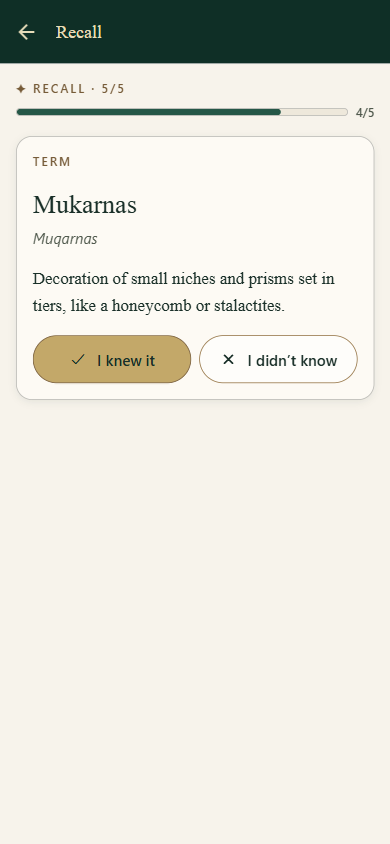 Recall
✦ RECALL · 5/5
4/5
TERM
Mukarnas
Muqarnas
Decoration of small niches and prisms set in
tiers, like a honeycomb or stalactites.
I knew it
I didn’t know